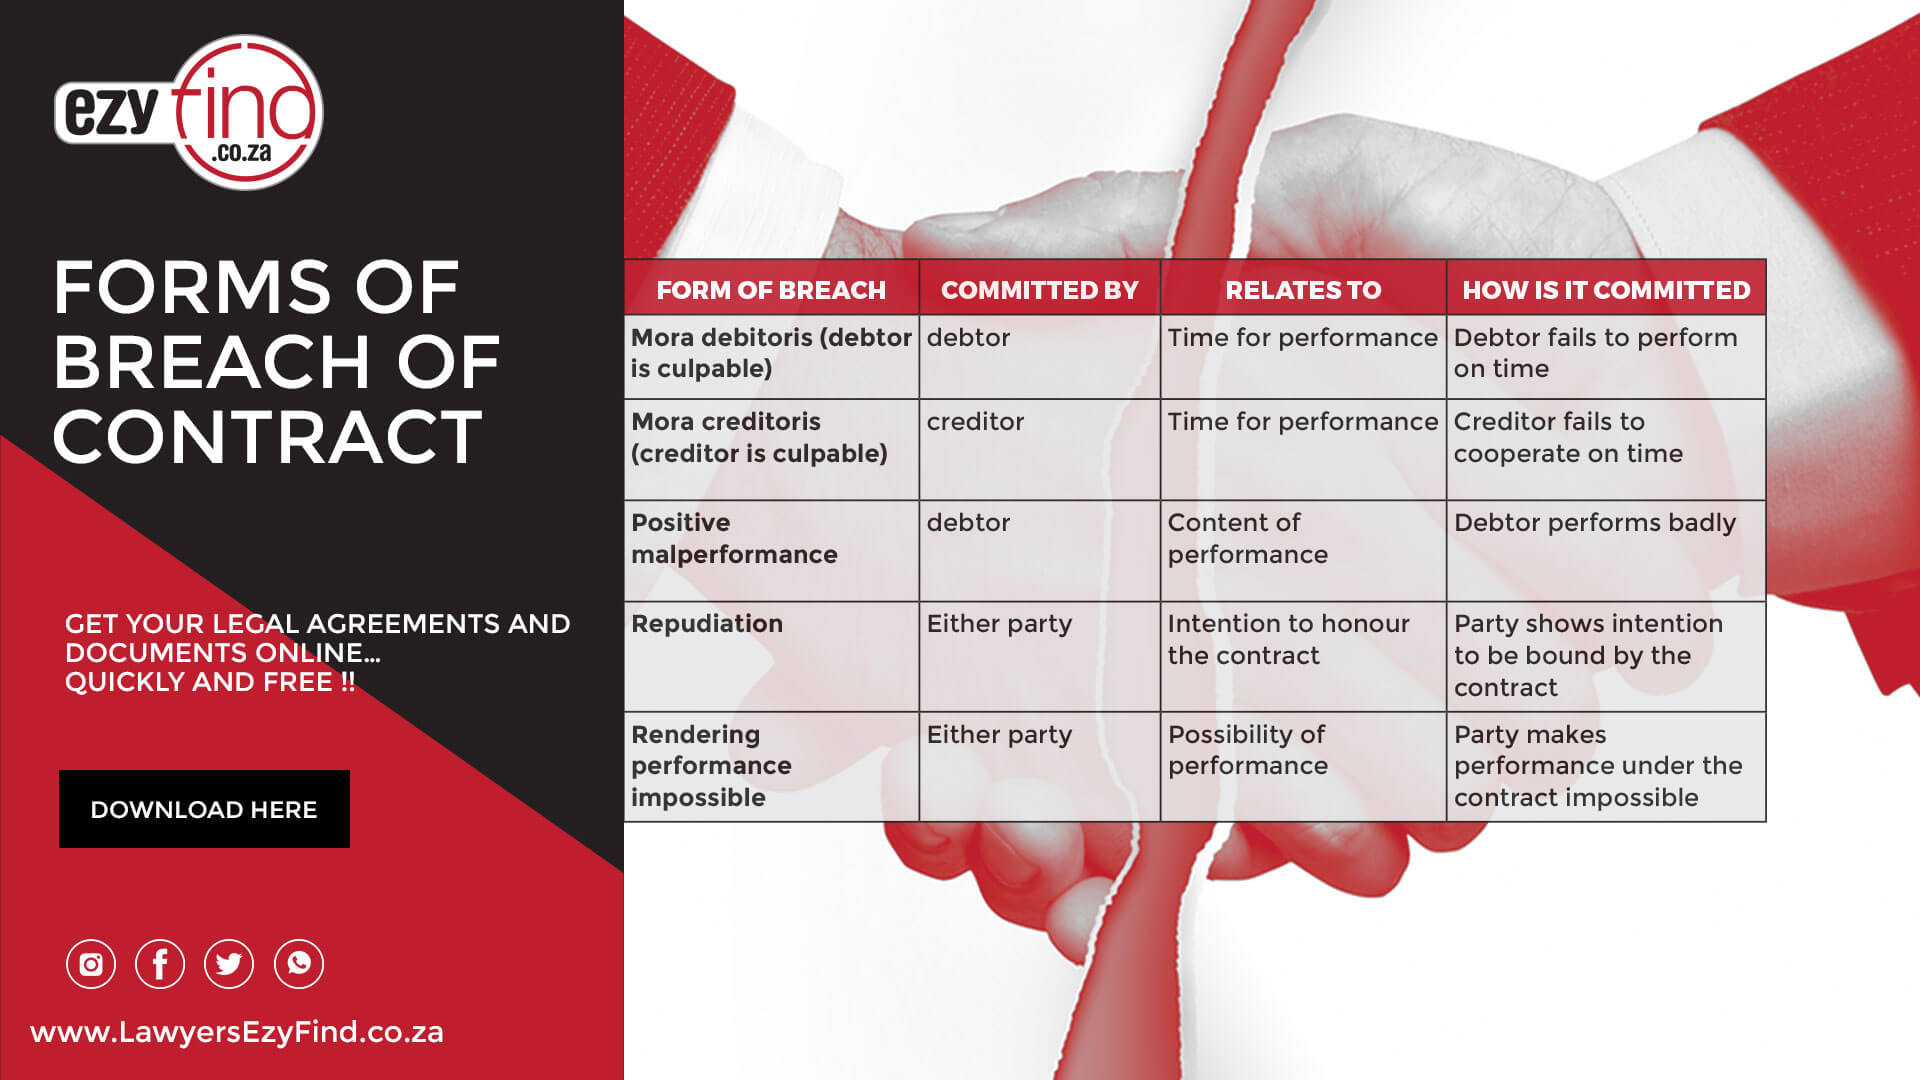 ezy find
.co.za
FORMS OF
BREACH OF
CONTRACT
GET YOUR LEGAL AGREEMENTS AND
DOCUMENTS ONLINE...
QUICKLY AND FREE !!
DOWNLOAD HERE
www.LawyersEzyFind.co.za
FORM OF BREACH COMMITTED BY RELATES TO HOW IS IT COMMITTED
Mora debitoris (debtor debtor Time for performance Debtor fails to perform
is culpable) on time
Mora creditoris creditor Time for performance Creditor fails to
(creditor is culpable) cooperate on time
Positive debtor Content of Debtor performs badly
malperformance performance
Repudiation Either party Intention to honour Party shows intention
the contract to be bound by the
contract
Rendering Either party Possibility of Party makes
performance performance performance under the
impossible contract impossible